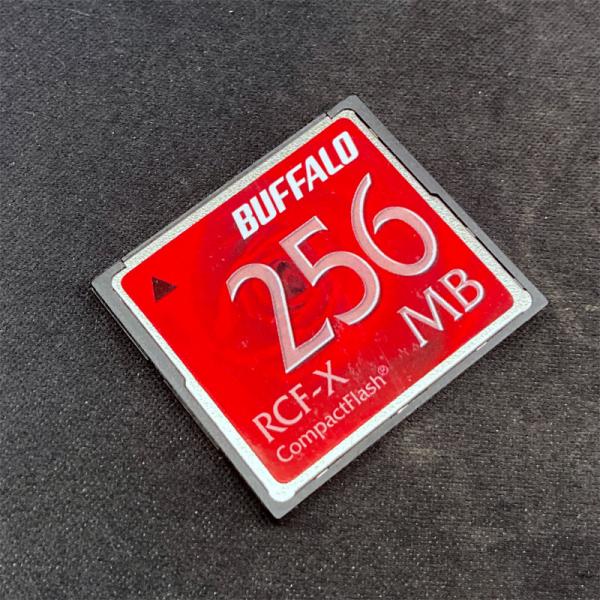 BUFFALO
256
MB
RCF-X
CompactFlash®